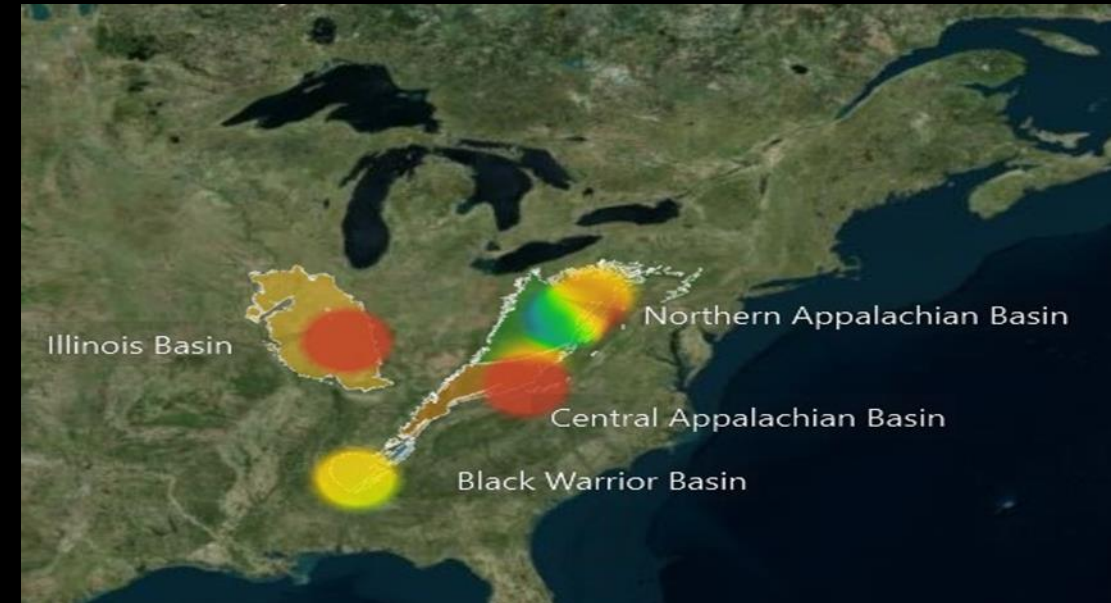 Northern Appalachian Basin
Illinois Basin
Central Appalachian Basin
Black Warrior Basin